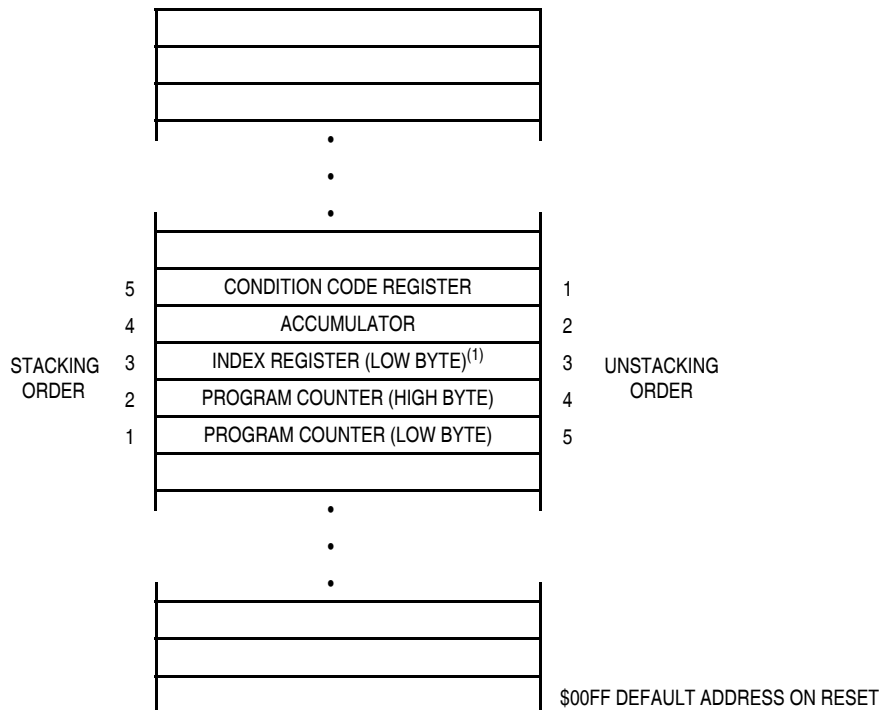 5 CONDITION CODE REGISTER 1
4 ACCUMULATOR 2
STACKING ORDER 3 INDEX REGISTER (LOW BYTE)(1) 3 UNSTACKING ORDER
2 PROGRAM COUNTER (HIGH BYTE) 4
1 PROGRAM COUNTER (LOW BYTE) 5
$00FF DEFAULT ADDRESS ON RESET